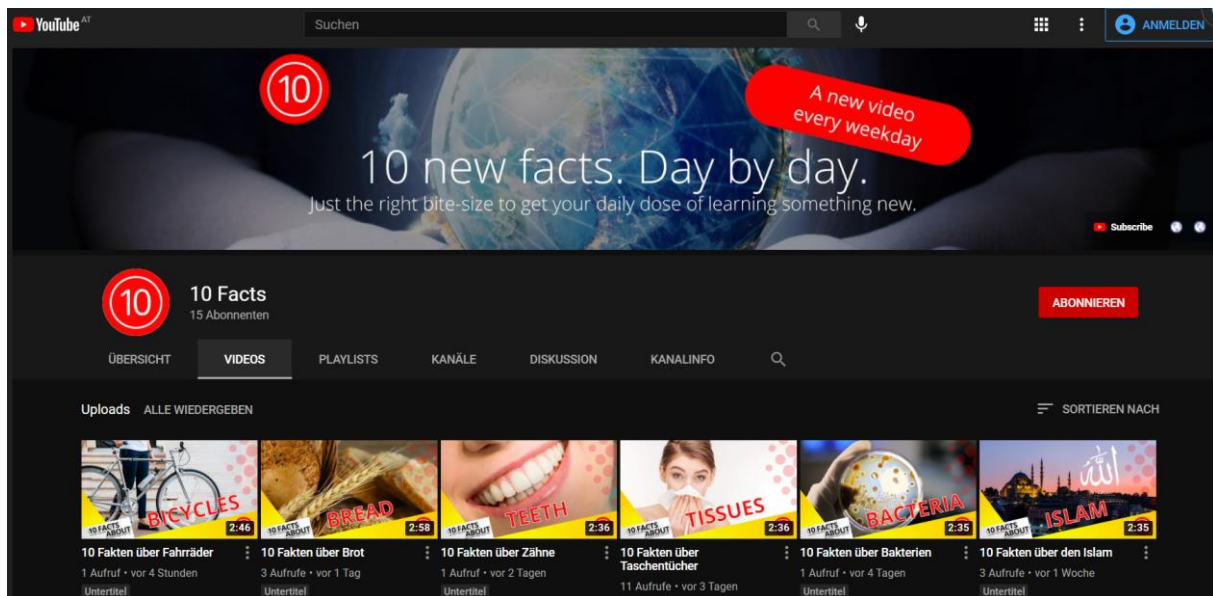 YouTube AT
Suchen
ANMELDEN
10
A new video
every weekday
10 new facts. Day by day.
Just the right bite-size to get your daily dose of learning something new.
Subscribe
10
10 Facts
15 Abonnenten
ABONNIEREN
ÜBERSICHT VIDEOS PLAYLISTS KANÄLE DISKUSSION KANALINFO
Uploads ALLE WIEDERGEBEN SORTIEREN NACH
10 FACTS ABOUT BICYCLES 2:46
10 Fakten über Fahrräder
1 Aufruf • vor 4 Stunden
Untertitel
10 FACTS ABOUT BREAD 2:58
10 Fakten über Brot
3 Aufrufe • vor 1 Tag
Untertitel
10 FACTS ABOUT TEETH 2:36
10 Fakten über Zähne
1 Aufruf • vor 2 Tagen
Untertitel
10 FACTS ABOUT TISSUES 2:36
10 Fakten über
Taschentücher
11 Aufrufe • vor 3 Tagen
10 FACTS ABOUT BACTERIA 2:35
10 Fakten über Bakterien
1 Aufruf • vor 4 Tagen
Untertitel
الله
10 FACTS ABOUT ISLAM 2:35
10 Fakten über den Islam
3 Aufrufe • vor 1 Woche
Untertitel